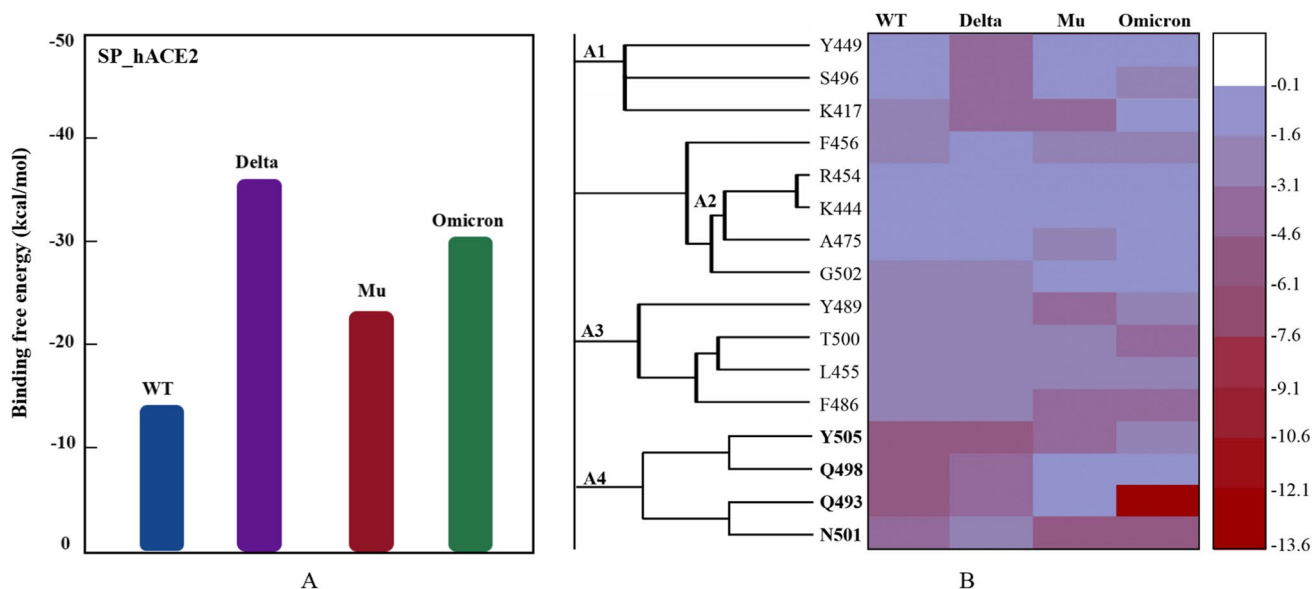 SP_hACE2
Binding free energy (kcal/mol)
-50
-40
-30
-20
-10
0
WT
Delta
Mu
Omicron
A
WT Delta Mu Omicron
A1
A2
A3
A4
Y449
S496
K417
F456
R454
K444
A475
G502
Y489
T500
L455
F486
Y505
Q498
Q493
N501
-0.1
-1.6
-3.1
-4.6
-6.1
-7.6
-9.1
-10.6
-12.1
-13.6
B